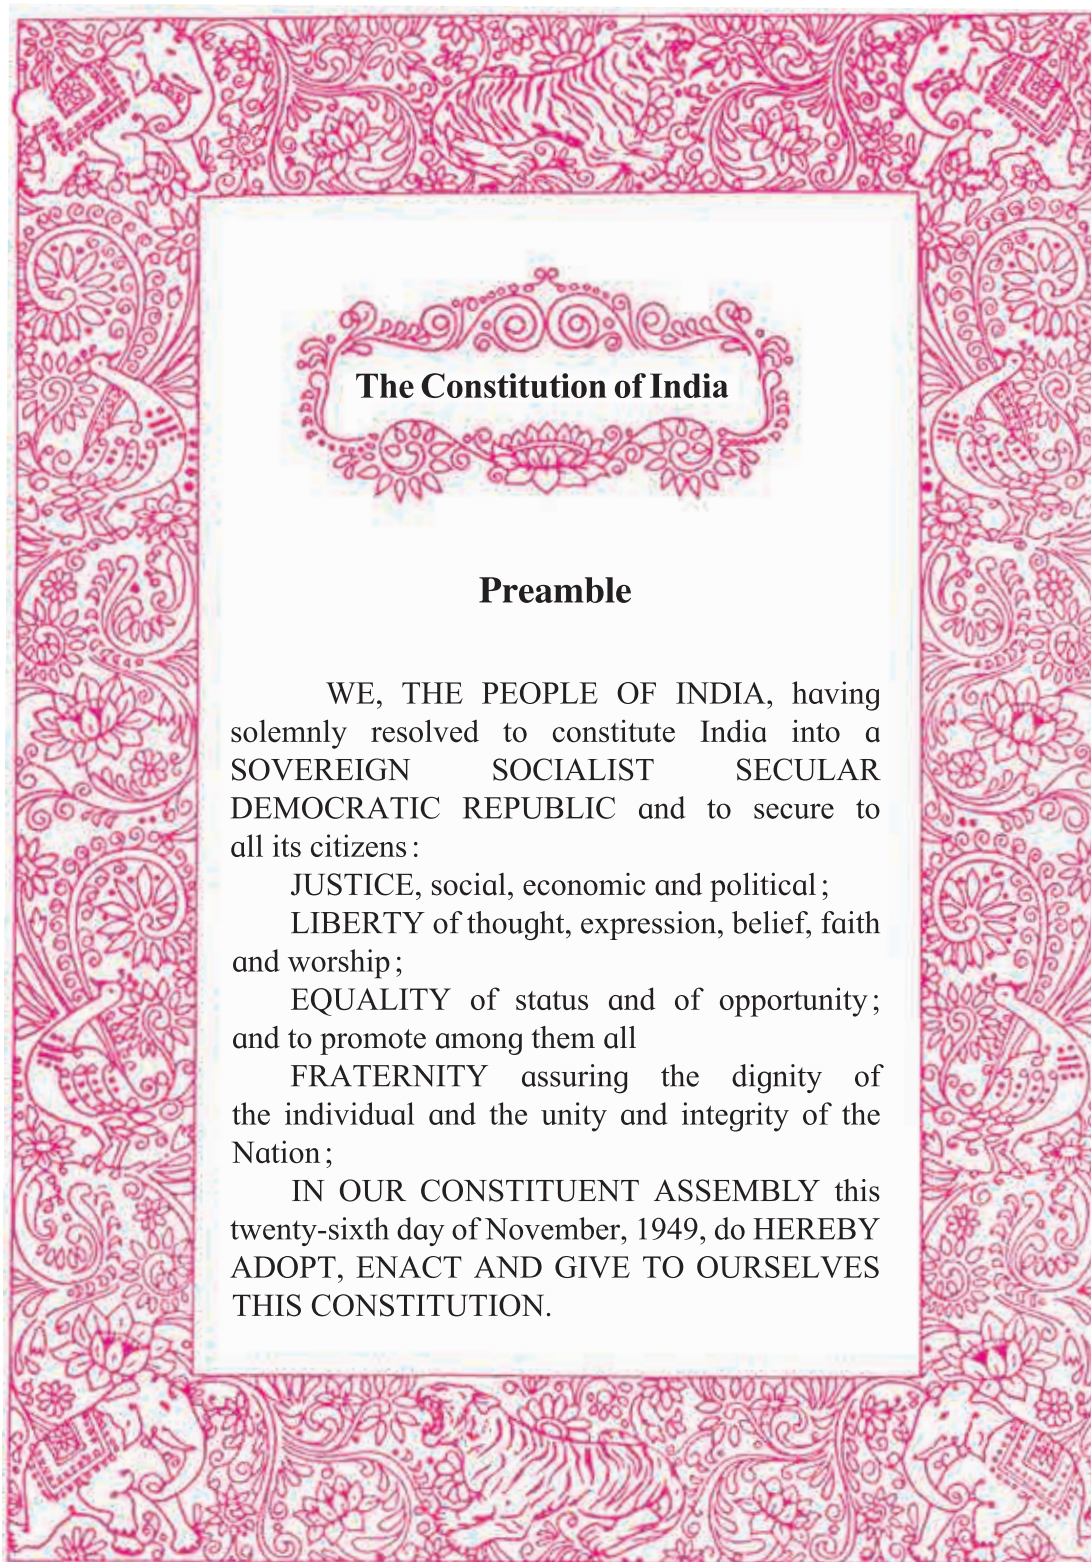 The Constitution of India
Preamble
WE, THE PEOPLE OF INDIA, having
solemnly resolved to constitute India into a
SOVEREIGN SOCIALIST SECULAR
DEMOCRATIC REPUBLIC and to secure to
all its citizens :
JUSTICE, social, economic and political ;
LIBERTY of thought, expression, belief, faith
and worship ;
EQUALITY of status and of opportunity ;
and to promote among them all
FRATERNITY assuring the dignity of
the individual and the unity and integrity of the
Nation ;
IN OUR CONSTITUENT ASSEMBLY this
twenty-sixth day of November, 1949, do HEREBY
ADOPT, ENACT AND GIVE TO OURSELVES
THIS CONSTITUTION.